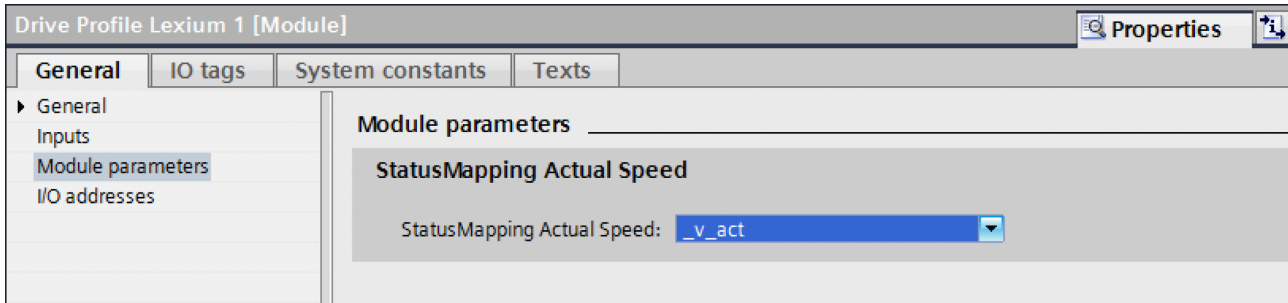 Drive Profile Lexium 1 [Module]
Properties
General
IO tags
System constants
Texts
General
Inputs
Module parameters
I/O addresses
Module parameters
StatusMapping Actual Speed
StatusMapping Actual Speed: _v_act